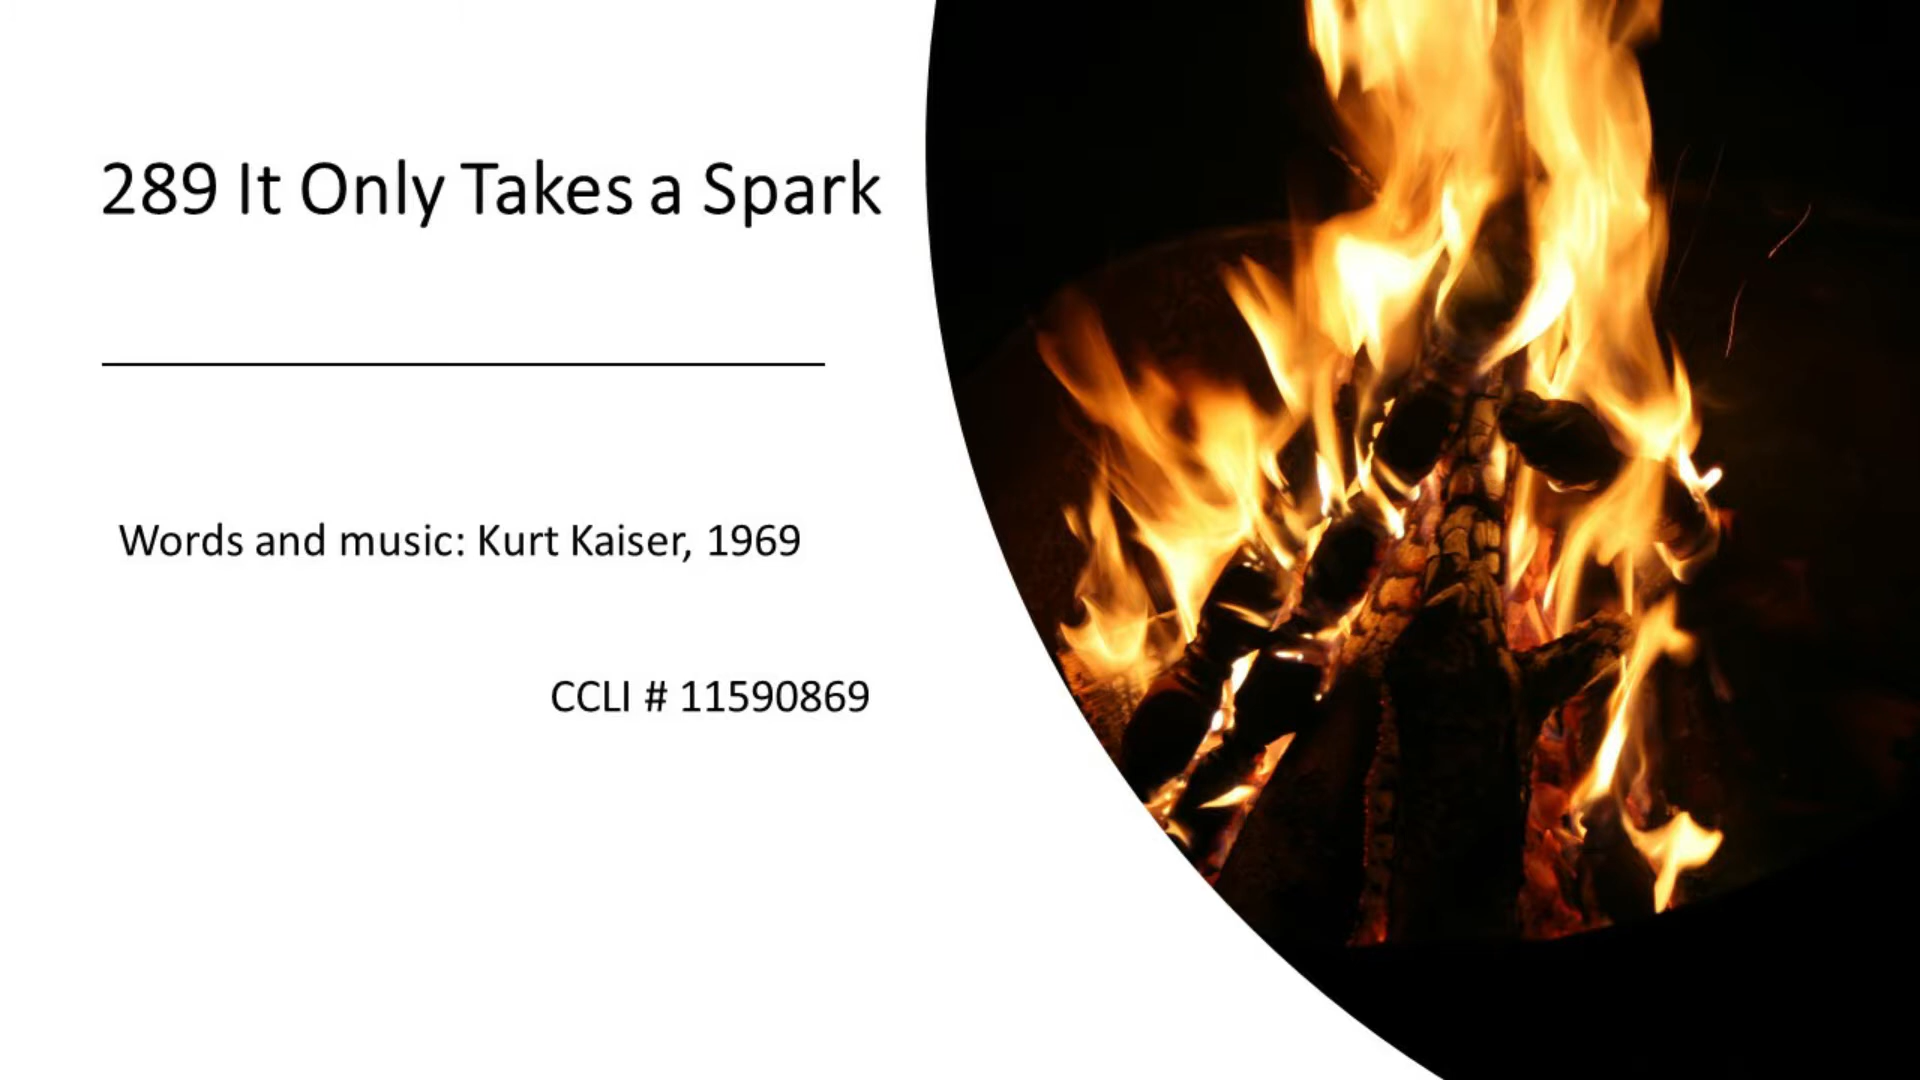 289 It Only Takes a Spark
Words and music: Kurt Kaiser, 1969
CCLI # 11590869